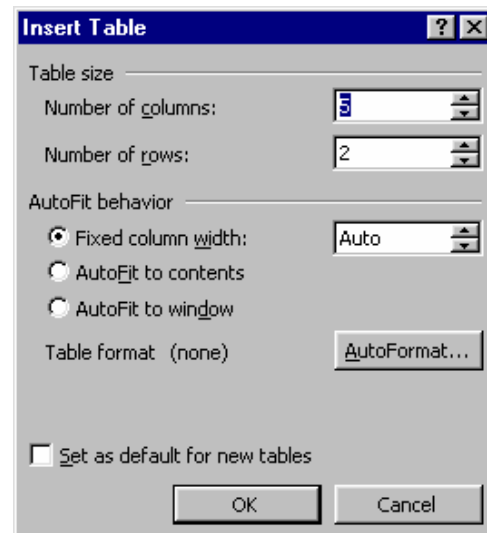 Insert Table ?
Table size
Number of columns: 5
Number of rows: 2
AutoFit behavior
Fixed column width: Auto
AutoFit to contents
AutoFit to window
Table format (none) AutoFormat...
Set as default for new tables
OK Cancel